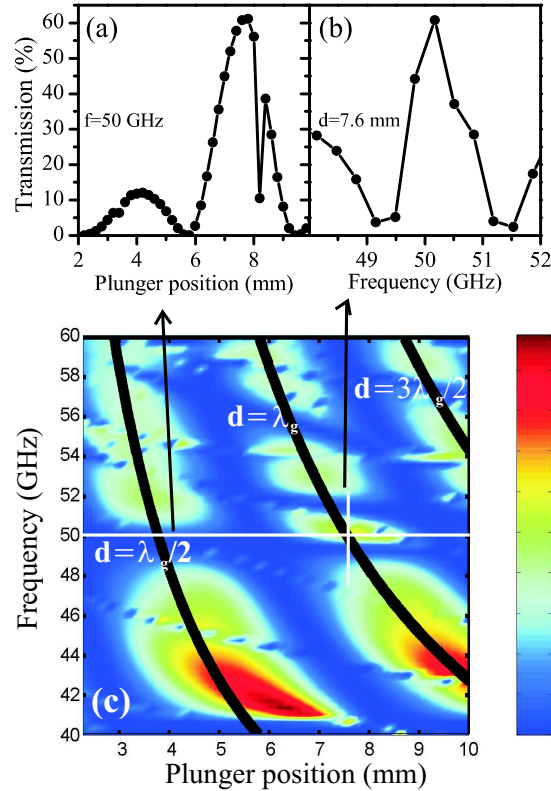 (a)
(b)
Transmission (%)
60
50
40
30
20
10
0
f=50 GHz
d=7.6 mm
2 4 6 8
49 50 51 52
Plunger position (mm)
Frequency (GHz)
60
58
56
54
52
50
48
46
44
42
40
Frequency (GHz)
d=λg/2
d=λg
d=3λg/2
(c)
3 4 5 6 7 8 9 10
Plunger position (mm)